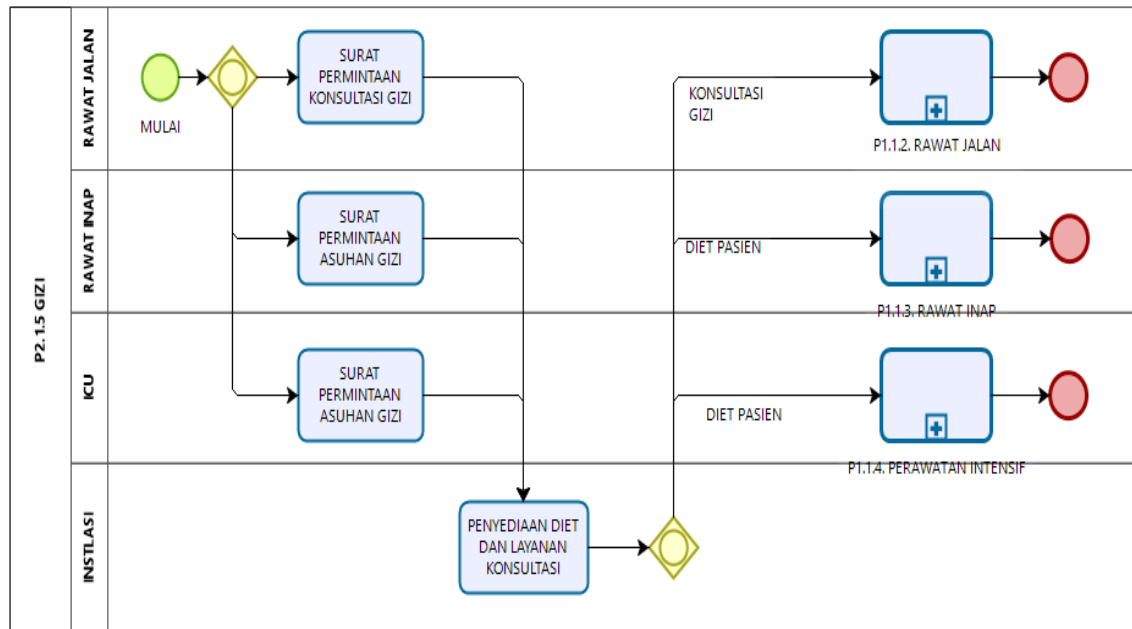 P2.1.5 GIZI
RAWAT JALAN
MULAI
SURAT
PERMINTAAN
KONSULTASI GIZI
KONSULTASI
GIZI
P1.1.2. RAWAT JALAN
RAWAT INAP
SURAT
PERMINTAAN
ASUHAN GIZI
DIET PASIEN
P1.1.3. RAWAT INAP
ICU
SURAT
PERMINTAAN
ASUHAN GIZI
DIET PASIEN
P1.1.4. PERAWATAN INTENSIF
INSTLASI
PENYEDIAAN DIET
DAN LAYANAN
KONSULTASI